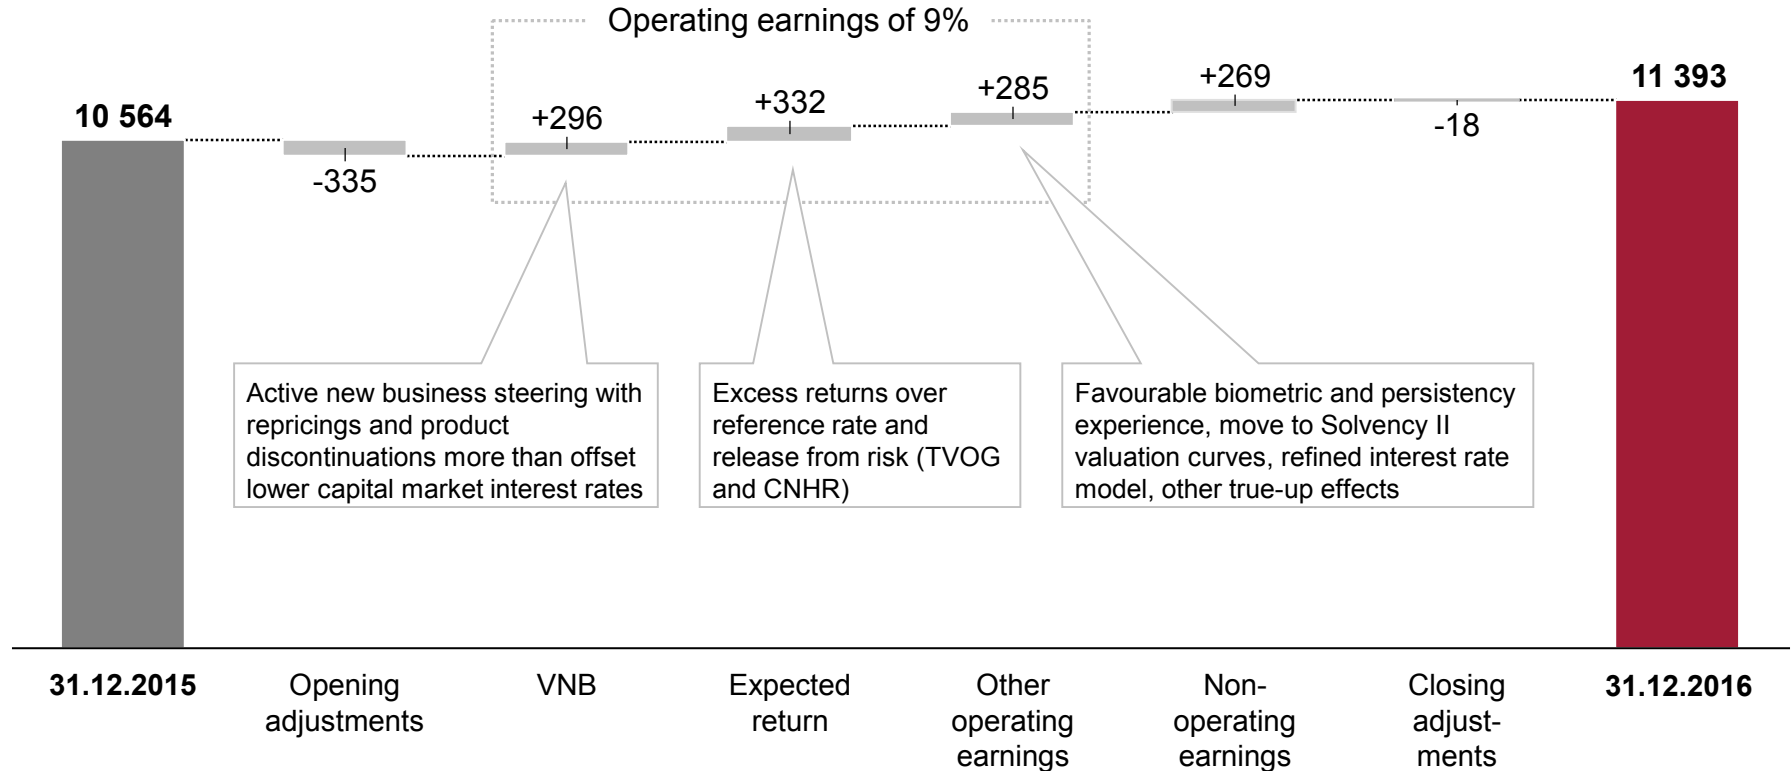 Operating earnings of 9%
10 564
-335
+296
+332
+285
+269
-18
11 393
Active new business steering with
repricings and product
discontinuations more than offset
lower capital market interest rates
Excess returns over
reference rate and
release from risk (TVOG
and CNHR)
Favourable biometric and persistency
experience, move to Solvency II
valuation curves, refined interest rate
model, other true-up effects
31.12.2015
Opening
adjustments
VNB
Expected
return
Other
operating
earnings
Non-
operating
earnings
Closing
adjust-
ments
31.12.2016